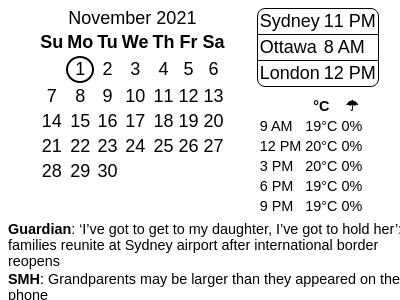 November 2021
Su Mo Tu We Th Fr Sa
1 2 3 4 5 6
7 8 9 10 11 12 13
14 15 16 17 18 19 20
21 22 23 24 25 26 27
28 29 30
Sydney 11 PM
Ottawa 8 AM
London 12 PM
°C ☂
9 AM 19°C 0%
12 PM 20°C 0%
3 PM 20°C 0%
6 PM 19°C 0%
9 PM 19°C 0%
Guardian: ‘I’ve got to get to my daughter, I’ve got to hold her’:
families reunite at Sydney airport after international border
reopens
SMH: Grandparents may be larger than they appeared on the
phone